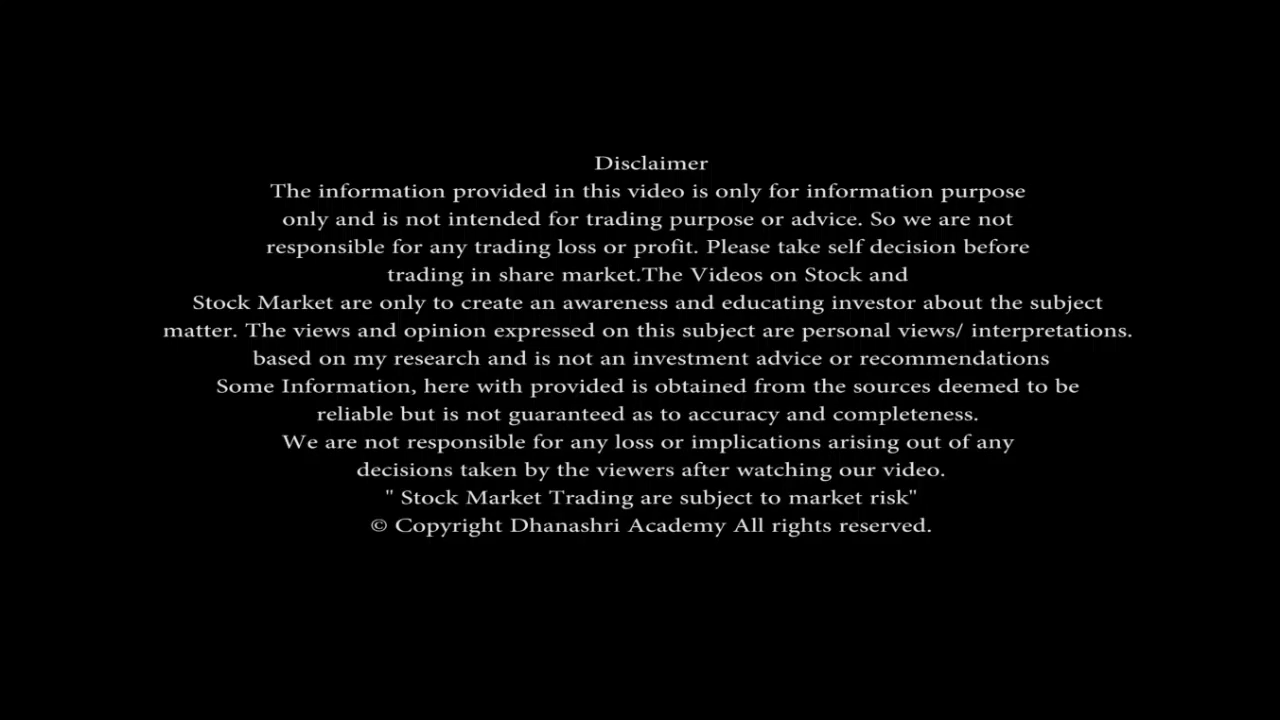 Disclaimer
The information provided in this video is only for information purpose
only and is not intended for trading purpose or advice. So we are not
responsible for any trading loss or profit. Please take self decision before
trading in share market.The Videos on Stock and
Stock Market are only to create an awareness and educating investor about the subject
matter. The views and opinion expressed on this subject are personal views/ interpretations.
based on my research and is not an investment advice or recommendations
Some Information, here with provided is obtained from the sources deemed to be
reliable but is not guaranteed as to accuracy and completeness.
We are not responsible for any loss or implications arising out of any
decisions taken by the viewers after watching our video.
" Stock Market Trading are subject to market risk"
© Copyright Dhanashri Academy All rights reserved.